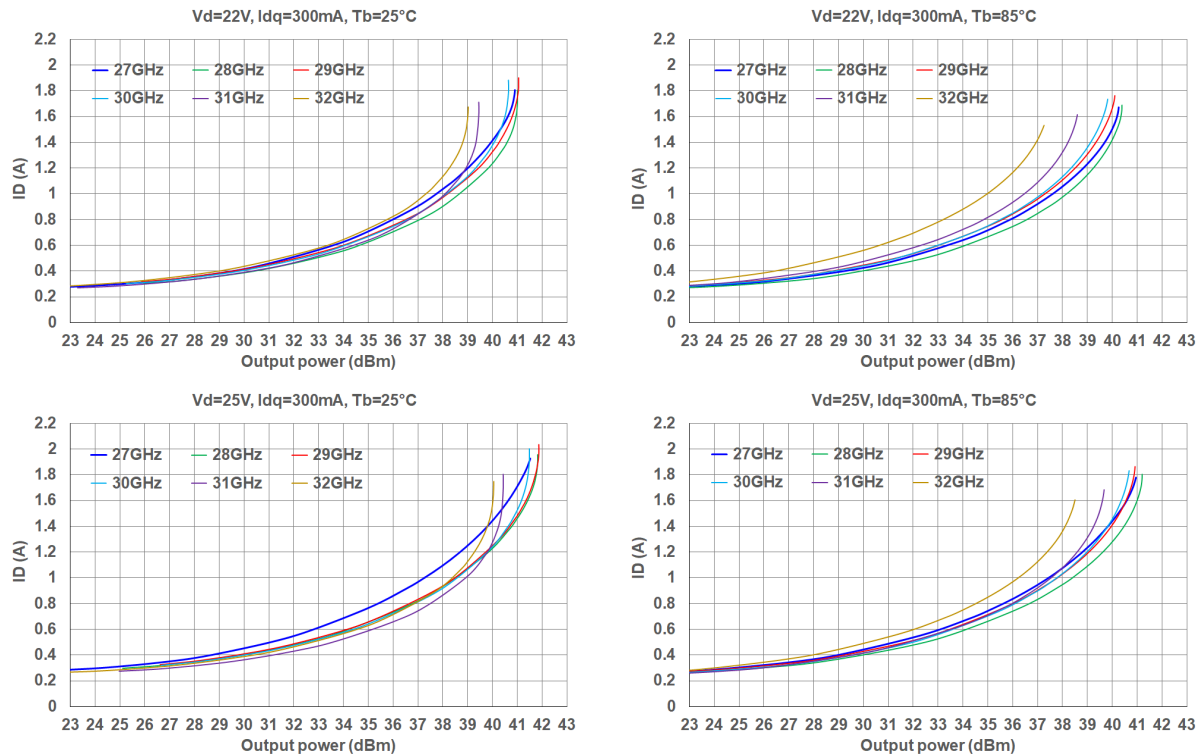 Vd=22V, Idq=300mA, Tb=25°C
2.2
2
1.8
1.6
1.4
1.2
1
0.8
0.6
0.4
0.2
0
ID (A)
27GHz 28GHz 29GHz
30GHz 31GHz 32GHz
23 24 25 26 27 28 29 30 31 32 33 34 35 36 37 38 39 40 41 42 43
Output power (dBm)
Vd=22V, Idq=300mA, Tb=85°C
2.2
2
1.8
1.6
1.4
1.2
1
0.8
0.6
0.4
0.2
0
ID (A)
27GHz 28GHz 29GHz
30GHz 31GHz 32GHz
23 24 25 26 27 28 29 30 31 32 33 34 35 36 37 38 39 40 41 42 43
Output power (dBm)
Vd=25V, Idq=300mA, Tb=25°C
2.2
2
1.8
1.6
1.4
1.2
1
0.8
0.6
0.4
0.2
0
ID (A)
27GHz 28GHz 29GHz
30GHz 31GHz 32GHz
23 24 25 26 27 28 29 30 31 32 33 34 35 36 37 38 39 40 41 42 43
Output power (dBm)
Vd=25V, Idq=300mA, Tb=85°C
2.2
2
1.8
1.6
1.4
1.2
1
0.8
0.6
0.4
0.2
0
ID (A)
27GHz 28GHz 29GHz
30GHz 31GHz 32GHz
23 24 25 26 27 28 29 30 31 32 33 34 35 36 37 38 39 40 41 42 43
Output power (dBm)